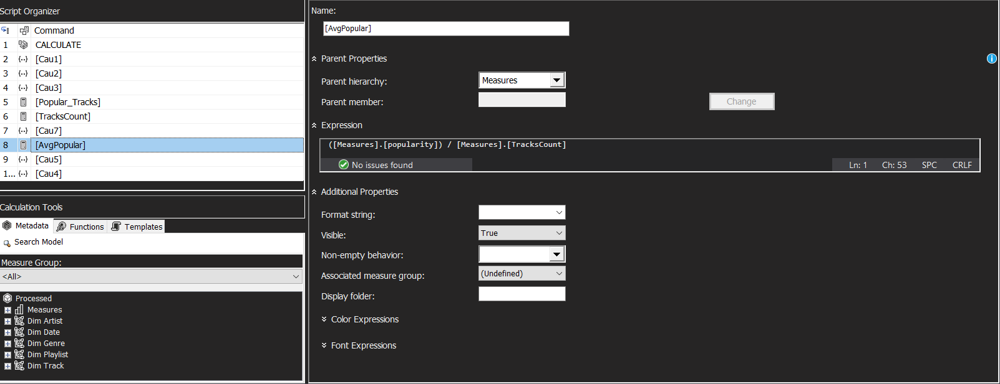 Script Organizer
Command
1 CALCULATE
2 [Cau1]
3 [Cau2]
4 [Cau3]
5 [Popular_Tracks]
6 [TracksCount]
7 [Cau7]
8 [AvgPopular]
9 [Cau5]
1... [Cau4]
Calculation Tools
Metadata Functions Templates
Search Model
Measure Group:
<All>
Processed
Measures
Dim Artist
Dim Date
Dim Genre
Dim Playlist
Dim Track
Name:
[AvgPopular]
Parent Properties
Parent hierarchy: Measures
Parent member: Change
Expression
([Measures].[popularity]) / [Measures].[TracksCount]
No issues found Ln: 1 Ch: 53 SPC CRLF
Additional Properties
Format string:
Visible: True
Non-empty behavior:
Associated measure group: (Undefined)
Display folder:
Color Expressions
Font Expressions